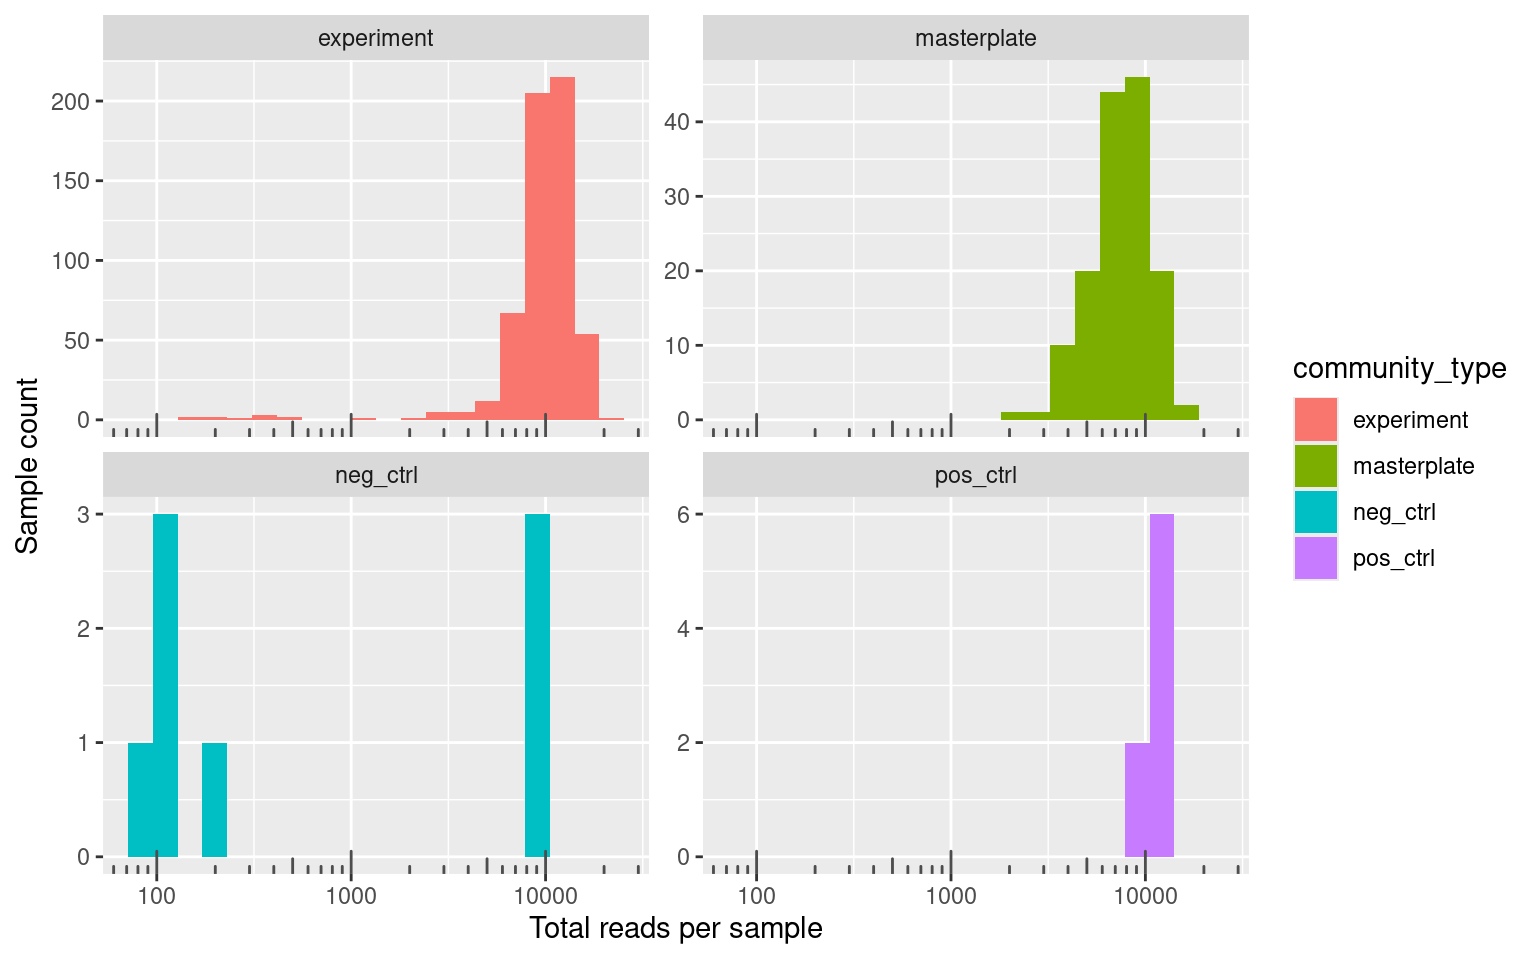 experiment
masterplate
200
150
100
50
0
40
30
20
10
0
neg_ctrl
pos_ctrl
3
2
1
0
6
4
2
0
100
1000
10000
100
1000
10000
Total reads per sample
Sample count
community_type
experiment
masterplate
neg_ctrl
pos_ctrl